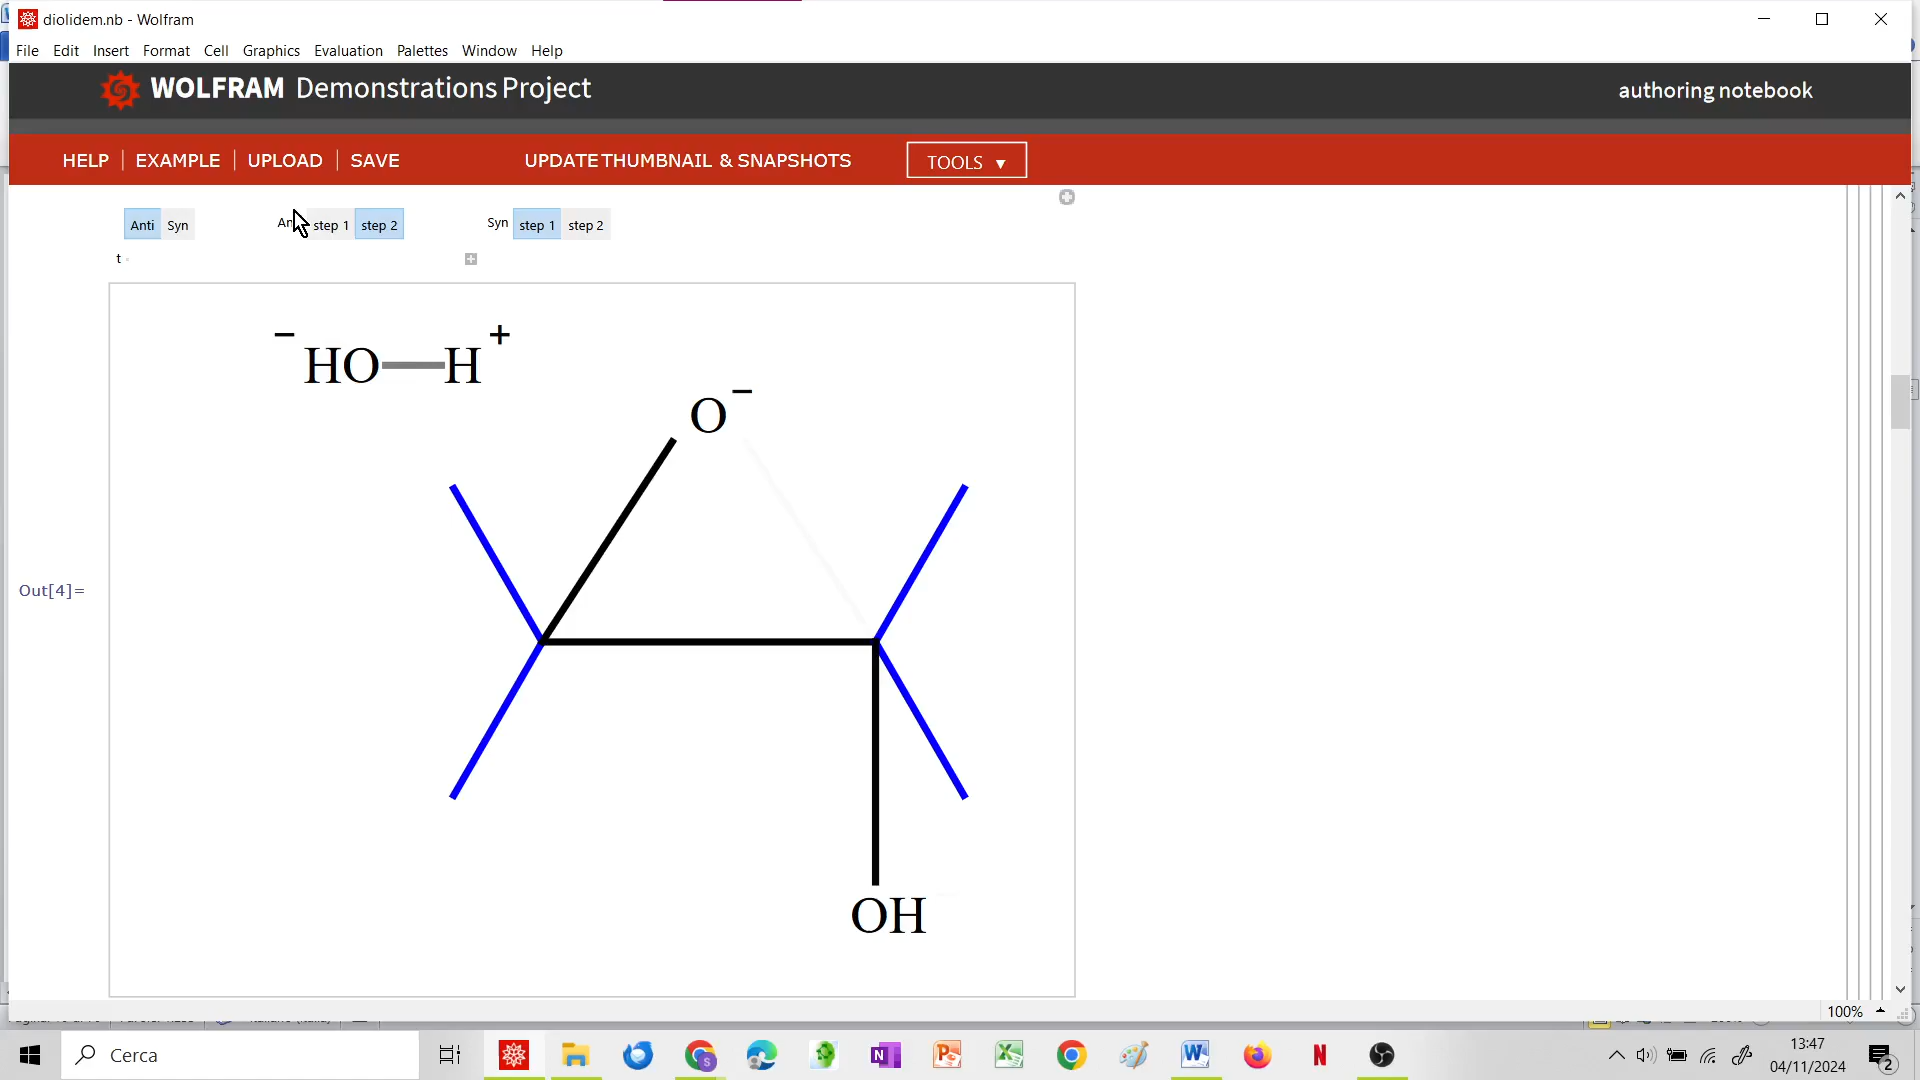 diolidem.nb - Wolfram
File Edit Insert Format Cell Graphics Evaluation Palettes Window Help
WOLFRAM Demonstrations Project
authoring notebook
HELP | EXAMPLE | UPLOAD | SAVE UPDATE THUMBNAIL & SNAPSHOTS TOOLS ▼
Anti Syn step 1 step 2 Syn step 1 step 2
t
− HO—H +
O −
Out[4]=
OH
100%
Cerca
13:47
04/11/2024
2